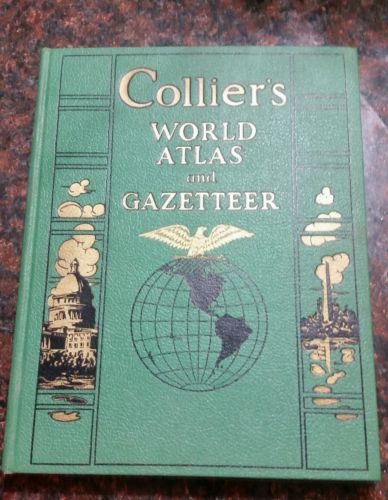 Collier's
WORLD
ATLAS
and
GAZETTEER